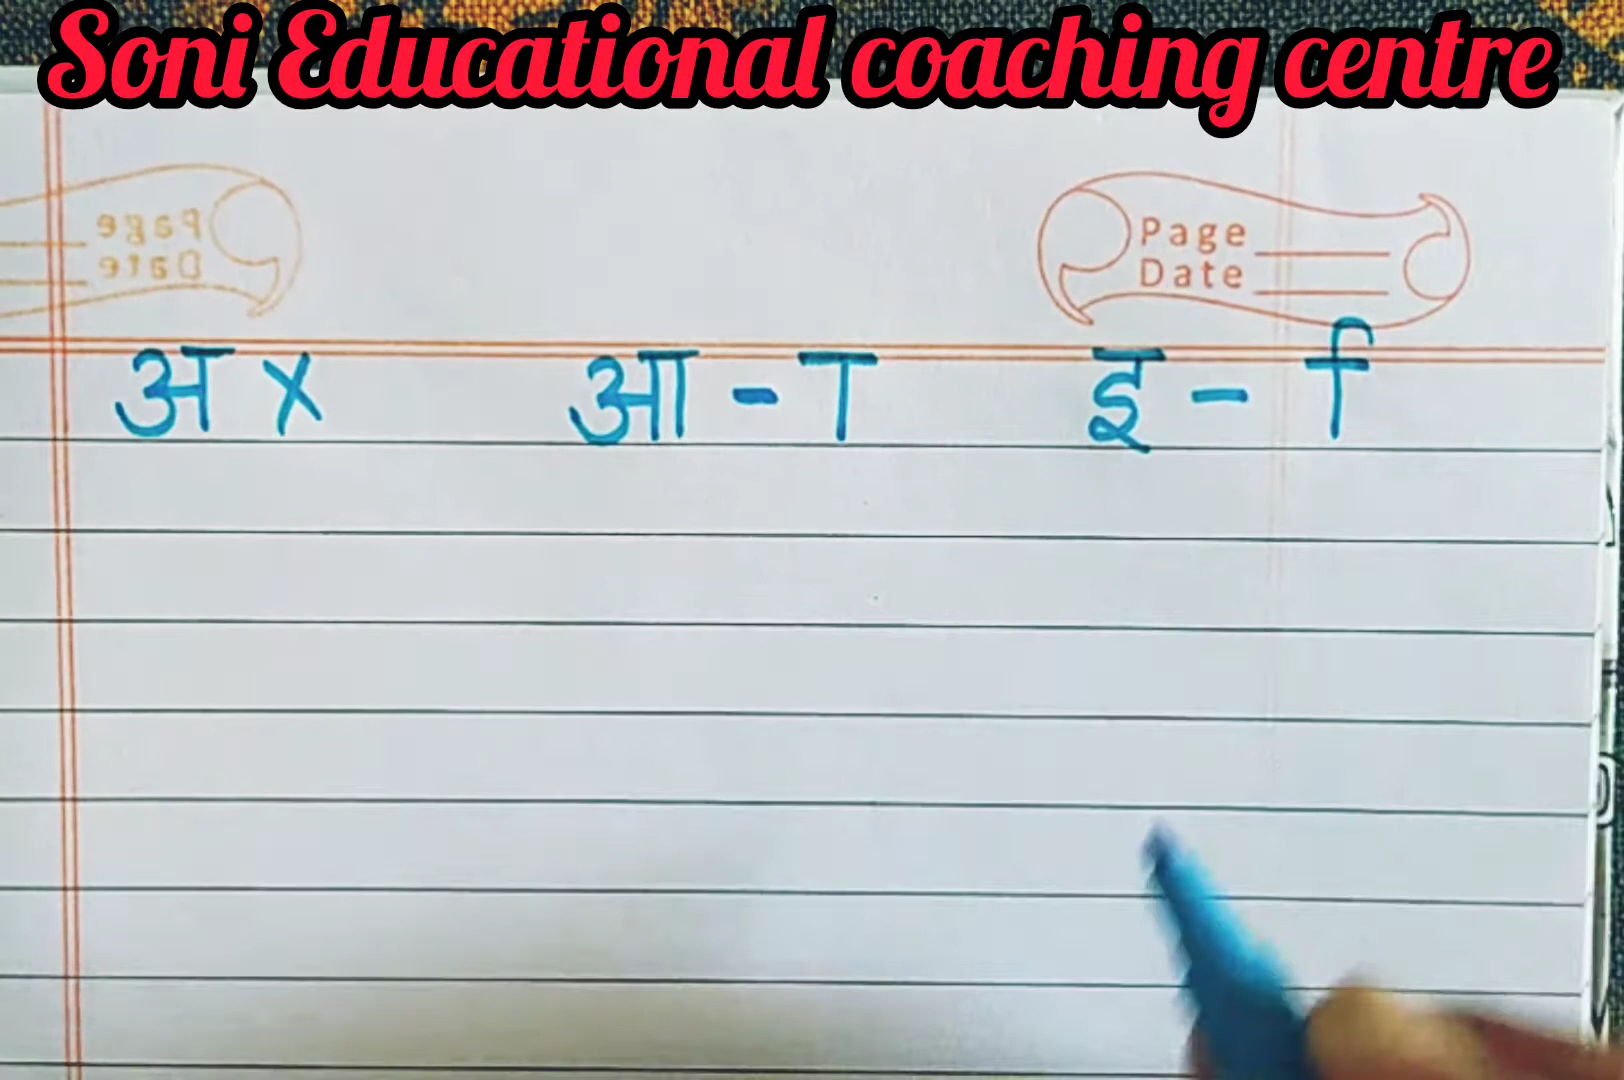 Soni Educational coaching centre
Page
Date
Page
Date
अ x आ - ा इ - ि